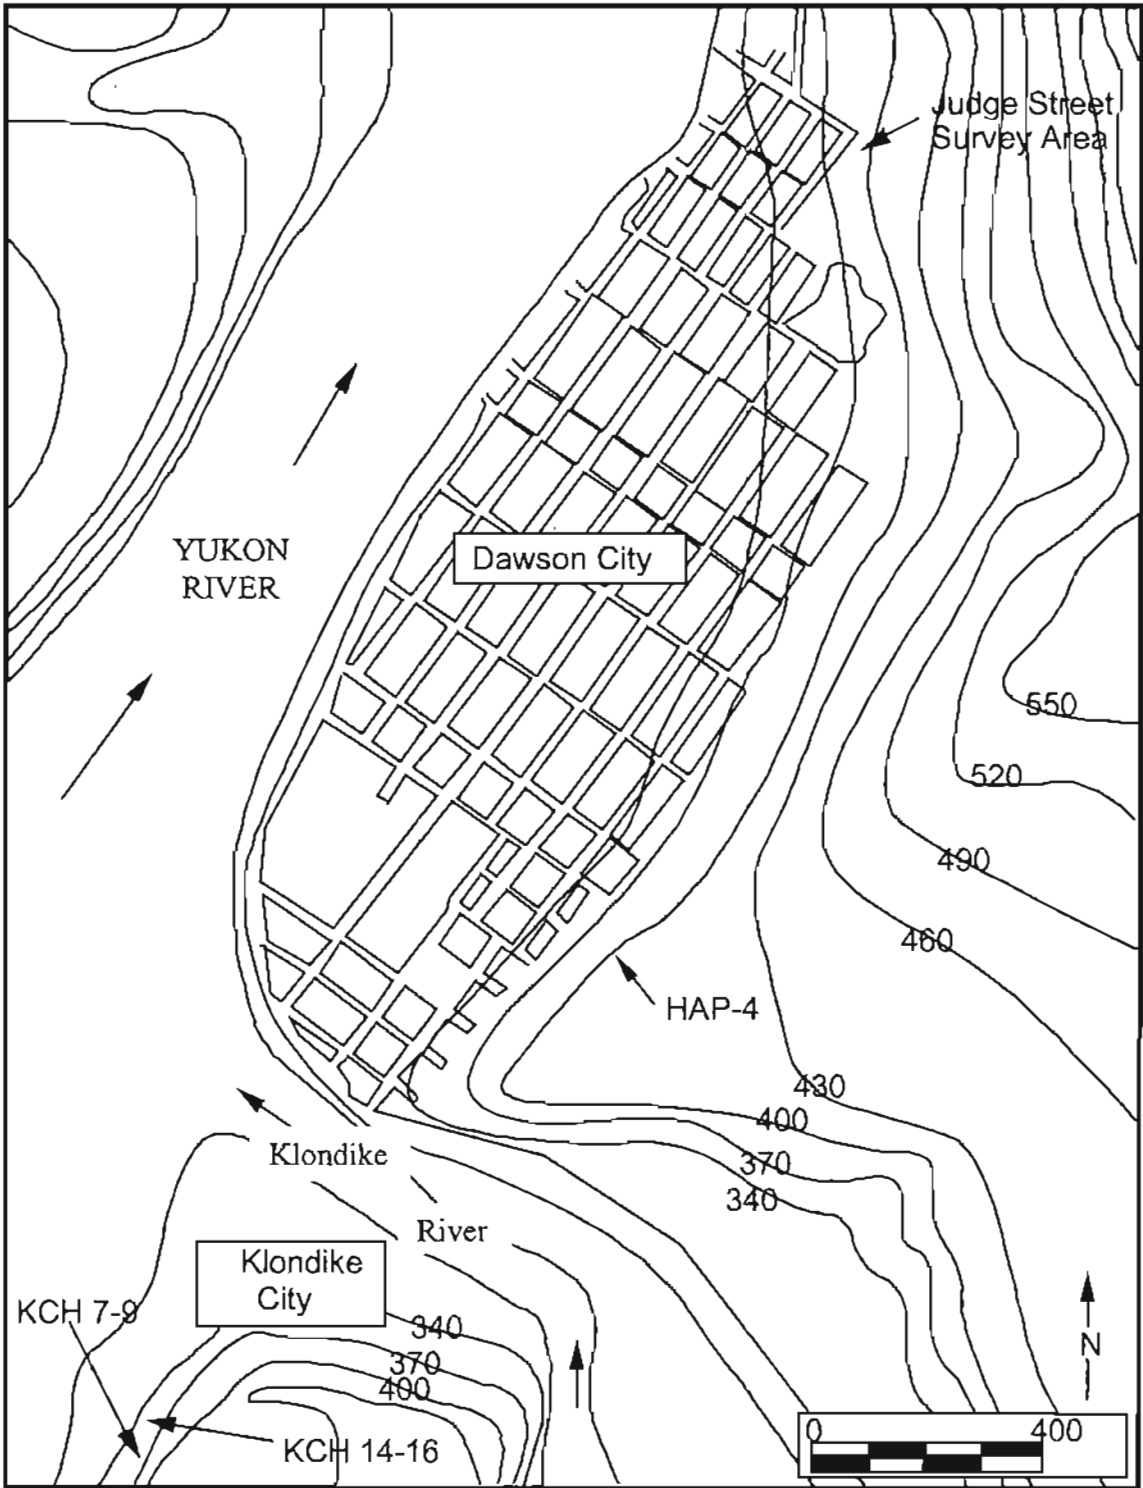 Judge Street
Survey Area
YUKON
RIVER
Dawson City
550
520
490
460
HAP-4
430
400
370
340
Klondike
River
Klondike
City
KCH 7-9
340
370
400
KCH 14-16
N
0 400